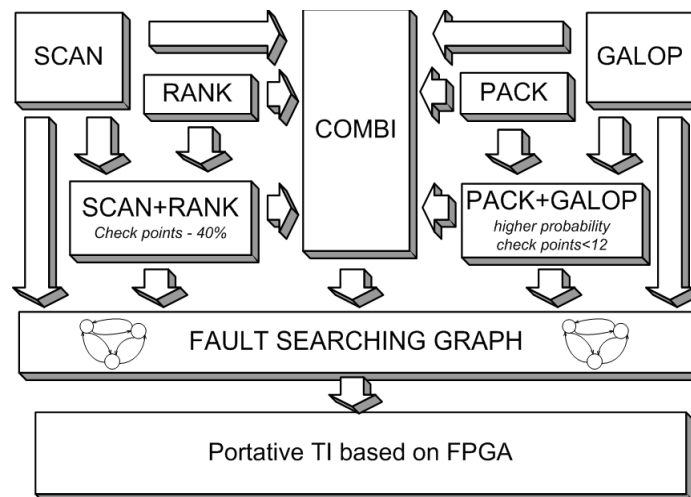 SCAN
GALOP
RANK
PACK
COMBI
SCAN+RANK
Check points - 40%
PACK+GALOP
higher probability
check points<12
FAULT SEARCHING GRAPH
Portative TI based on FPGA